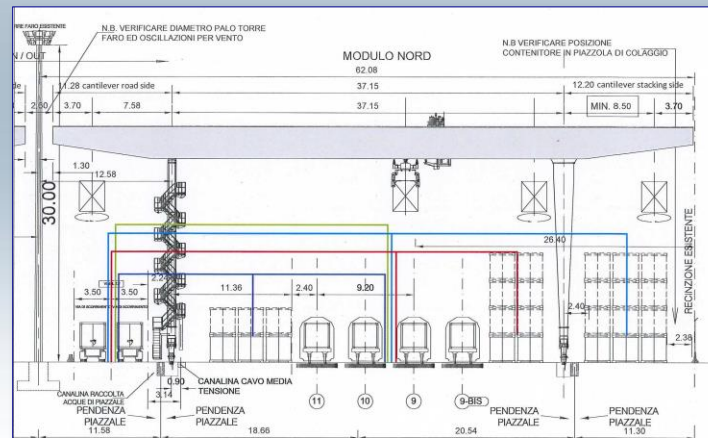 RRE FARO ESISTENTE
N.B. VERIFICARE DIAMETRO PALO TORRE
FARO ED OSCILLAZIONI PER VENTO
N / OUT
MODULO NORD
N.B VERIFICARE POSIZIONE
CONTENITORE IN PIAZZOLA DI COLAGGIO
62.08
11.28 cantilever road side
37.15
12.20 cantilever stacking side
2.60
3.70
7.58
37.15
MIN. 8.50
3.70
1.30
12.58
30.00
26.40
RECINZIONE ESISTENTE
2.24
3.50
3.50
11.36
2.40
9.20
2.40
2.38
CANALINA RACCOLTA
ACQUE DI PIAZZALE
0.90
3.14
CANALINA CAVO MEDIA
TENSIONE
11
10
9
9-BIS
PENDENZA
PIAZZALE
PENDENZA
PIAZZALE
PENDENZA
PIAZZALE
PENDENZA
PIAZZALE
11.58
18.66
20.54
11.30